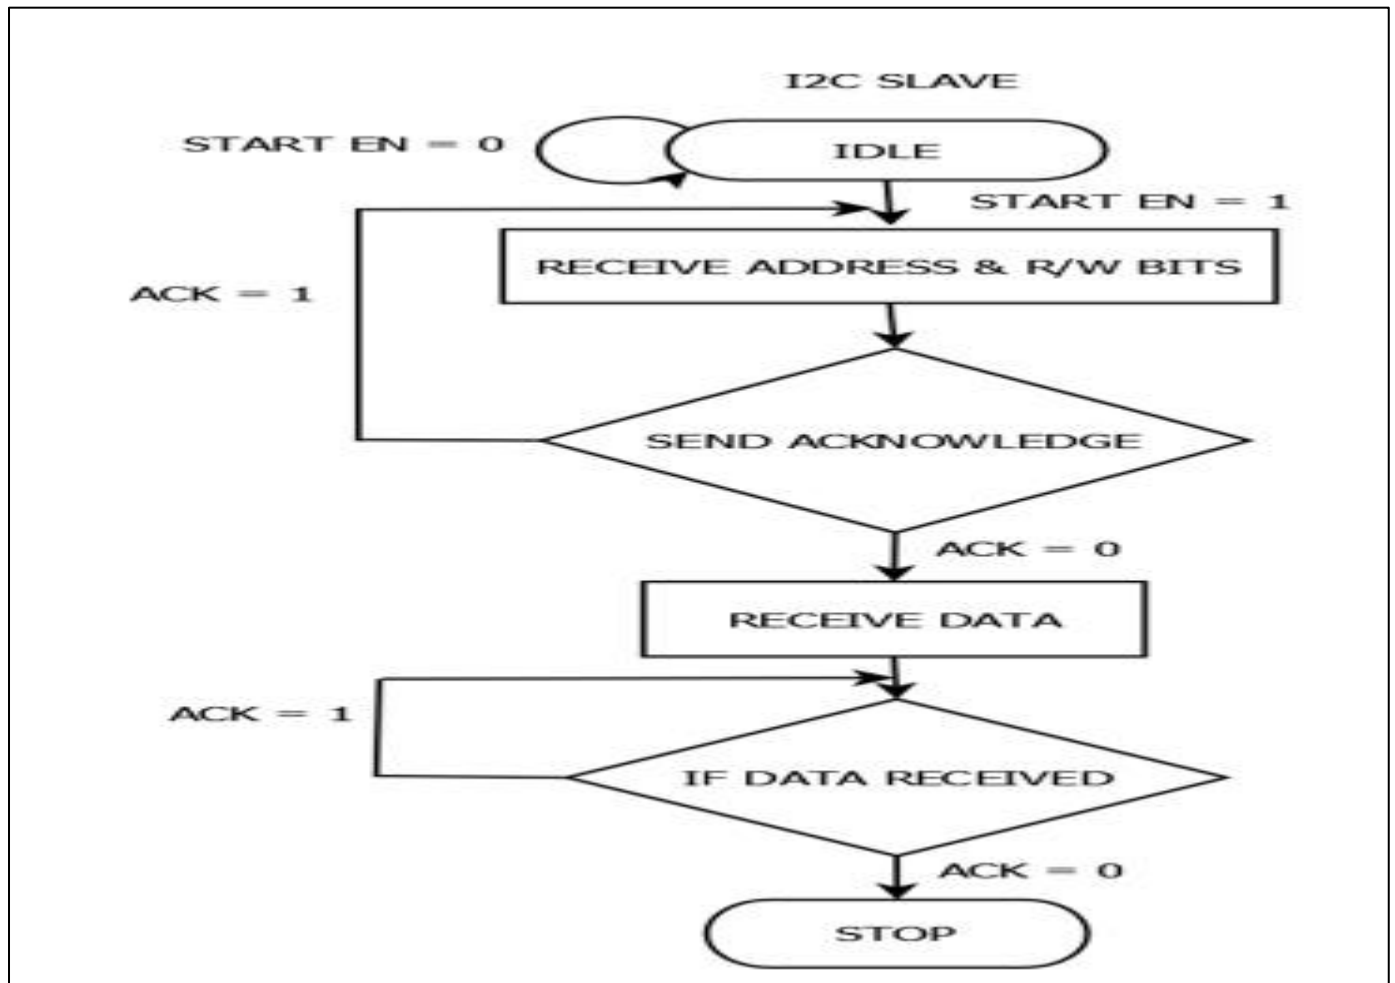 I2C SLAVE
START EN = 0
IDLE
START EN = 1
RECEIVE ADDRESS & R/W BITS
ACK = 1
SEND ACKNOWLEDGE
ACK = 0
RECEIVE DATA
ACK = 1
IF DATA RECEIVED
ACK = 0
STOP